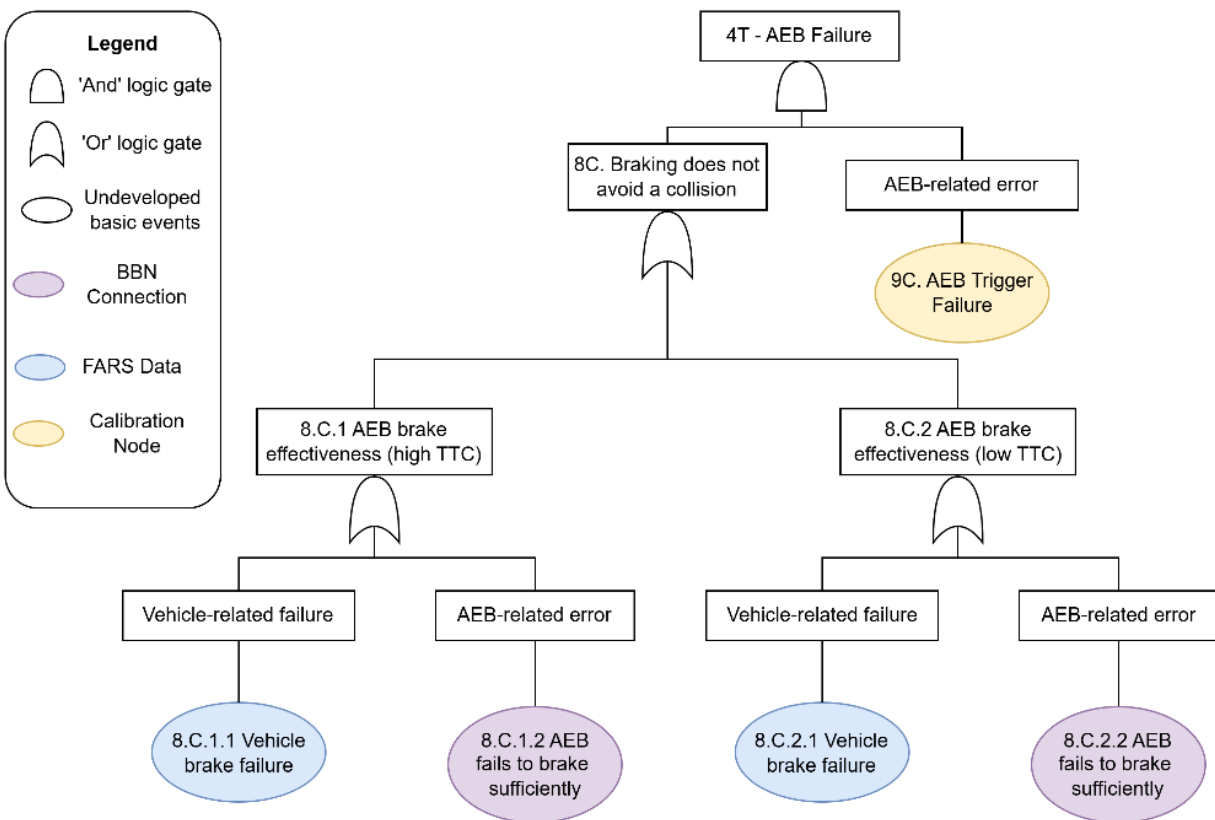 Legend
'And' logic gate
'Or' logic gate
Undeveloped
basic events
BBN
Connection
FARS Data
Calibration
Node
4T - AEB Failure
8C. Braking does not
avoid a collision
AEB-related error
9C. AEB Trigger
Failure
8.C.1 AEB brake
effectiveness (high TTC)
8.C.2 AEB brake
effectiveness (low TTC)
Vehicle-related failure
AEB-related error
Vehicle-related failure
AEB-related error
8.C.1.1 Vehicle
brake failure
8.C.1.2 AEB
fails to brake
sufficiently
8.C.2.1 Vehicle
brake failure
8.C.2.2 AEB
fails to brake
sufficiently